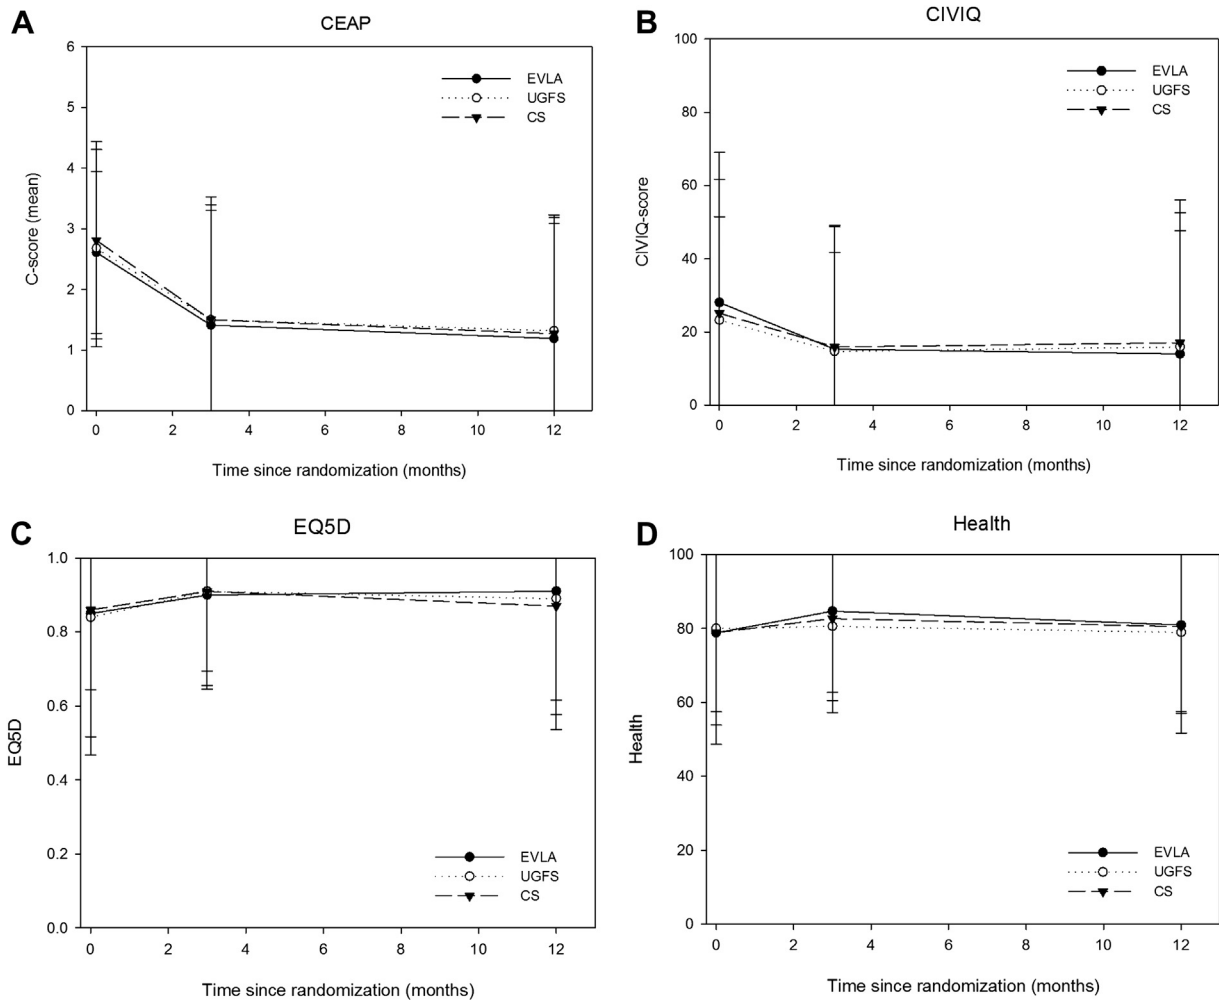 A
CEAP
6
5
4
3
2
1
0
C-score (mean)
EVLA
UGFS
CS
0 2 4 6 8 10 12
Time since randomization (months)
B
CIVIQ
100
80
60
40
20
0
CIVIQ-score
EVLA
UGFS
CS
0 2 4 6 8 10 12
Time since randomization (months)
C
EQ5D
1.0
0.8
0.6
0.4
0.2
0.0
EQ5D
EVLA
UGFS
CS
0 2 4 6 8 10 12
Time since randomization (months)
D
Health
100
80
60
40
20
0
Health
EVLA
UGFS
CS
0 2 4 6 8 10 12
Time since randomization (months)